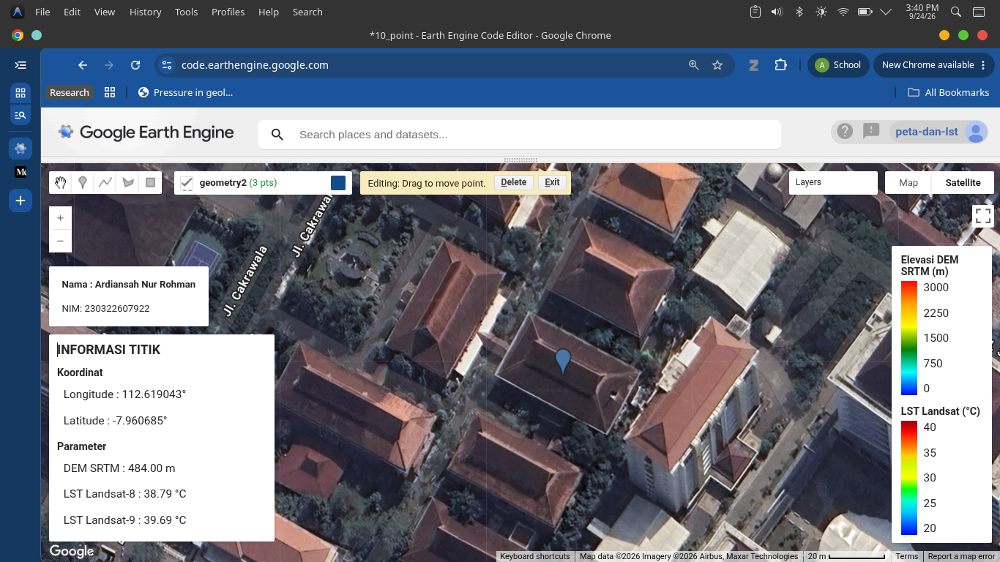 File Edit View History Tools Profiles Help Search
3:40 PM
9/24/26
*10_point - Earth Engine Code Editor - Google Chrome
code.earthengine.google.com
A School
New Chrome available
Research
Pressure in geol...
All Bookmarks
Google Earth Engine
Search places and datasets...
peta-dan-lst
geometry2 (3 pts)
Editing: Drag to move point. Delete Exit
Layers
Map Satellite
+
−
Jl. Cakrawala
Jl. Cakrawala
Nama : Ardiansah Nur Rohman
NIM: 230322607922
INFORMASI TITIK
Koordinat
Longitude : 112.619043°
Latitude : -7.960685°
Parameter
DEM SRTM : 484.00 m
LST Landsat-8 : 38.79 °C
LST Landsat-9 : 39.69 °C
Elevasi DEM
SRTM (m)
3000
2250
1500
750
0
LST Landsat (°C)
40
35
30
25
20
Google
Keyboard shortcuts Map data ©2026 Imagery ©2026 Airbus, Maxar Technologies 20 m Terms Report a map error